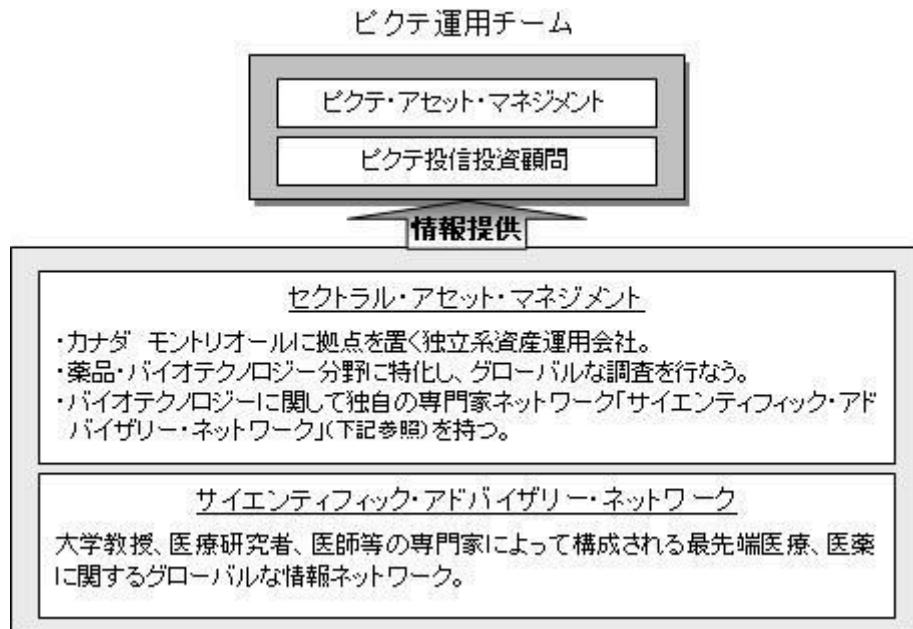 ピクテ運用チーム
ピクテ・アセット・マネジメント
ピクテ投信投資顧問
情報提供
セクトラル・アセット・マネジメント
・カナダ モントリオールに拠点を置く独立系資産運用会社。
・薬品・バイオテクノロジー分野に特化し、グローバルな調査を行なう。
・バイオテクノロジーに関して独自の専門家ネットワーク「サイエンティフィック・アド
バイザリー・ネットワーク」(下記参照)を持つ。
サイエンティフィック・アドバイザリー・ネットワーク
大学教授、医療研究者、医師等の専門家によって構成される最先端医療、医薬
に関するグローバルな情報ネットワーク。